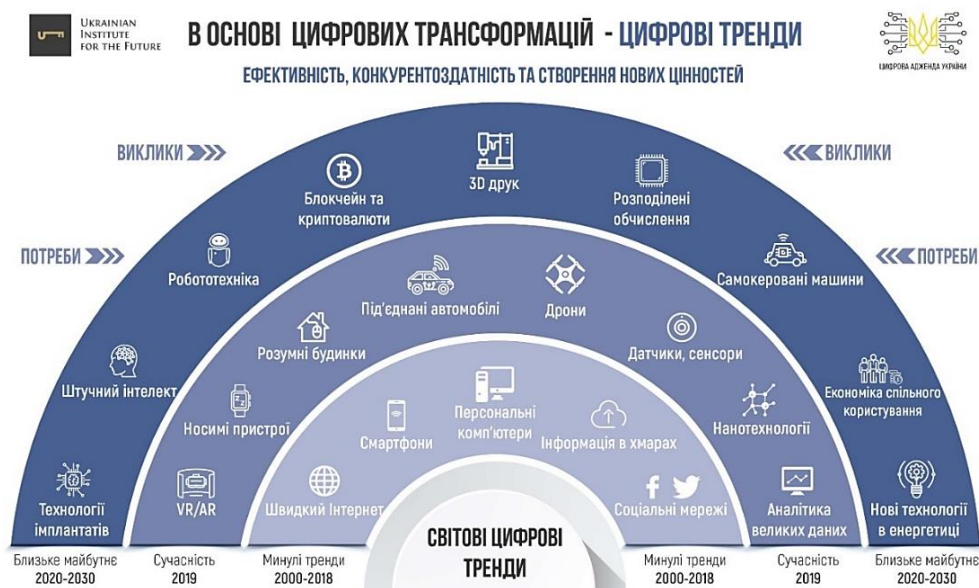 UKRAINIAN
INSTITUTE
FOR THE FUTURE
В ОСНОВІ ЦИФРОВИХ ТРАНСФОРМАЦІЙ - ЦИФРОВІ ТРЕНДИ
ЦИФРОВА АДЖЕНДА УКРАЇНИ
ЕФЕКТИВНІСТЬ, КОНКУРЕНТОЗДАТНІСТЬ ТА СТВОРЕННЯ НОВИХ ЦІННОСТЕЙ
ВИКЛИКИ
ВИКЛИКИ
ПОТРЕБИ
ПОТРЕБИ
Технології
імплантатів
Штучний інтелект
Робототехніка
Блокчейн та
криптовалюти
3D друк
Розподілені
обчислення
Самокеровані машини
Економіка спільного
користування
Нові технології
в енергетиці
VR/AR
Носимі пристрої
Розумні будинки
Під'єднані автомобілі
Дрони
Датчики, сенсори
Нанотехнології
Аналітика
великих даних
Швидкий Інтернет
Смартфони
Персональні
комп'ютери
Інформація в хмарах
Соціальні мережі
СВІТОВІ ЦИФРОВІ
ТРЕНДИ
Близьке майбутнє
2020-2030
Сучасність
2019
Минулі тренди
2000-2018
Минулі тренди
2000-2018
Сучасність
2019
Близьке майбутнє
2020-2030